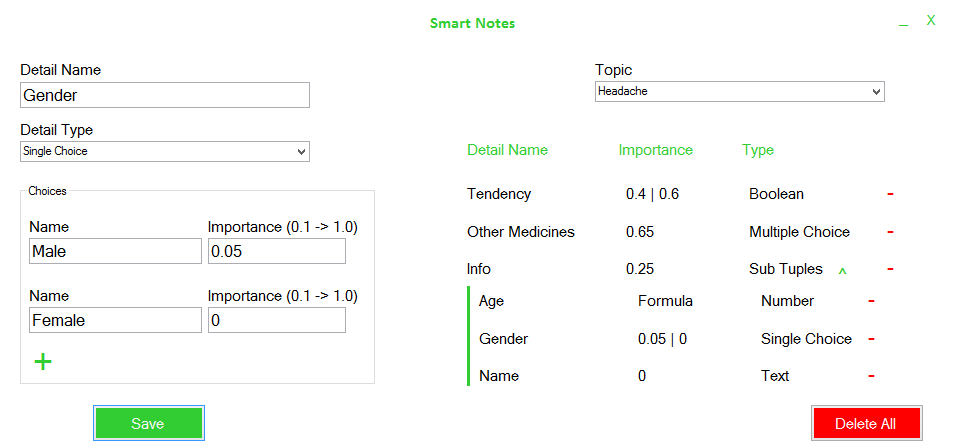 Smart Notes
_ X
Detail Name
Gender
Detail Type
Single Choice
Choices
Name Importance (0.1 -> 1.0)
Male 0.05
Name Importance (0.1 -> 1.0)
Female 0
+
Save
Topic
Headache
Detail Name Importance Type
Tendency 0.4 | 0.6 Boolean -
Other Medicines 0.65 Multiple Choice -
Info 0.25 Sub Tuples ^ -
Age Formula Number -
Gender 0.05 | 0 Single Choice -
Name 0 Text -
Delete All